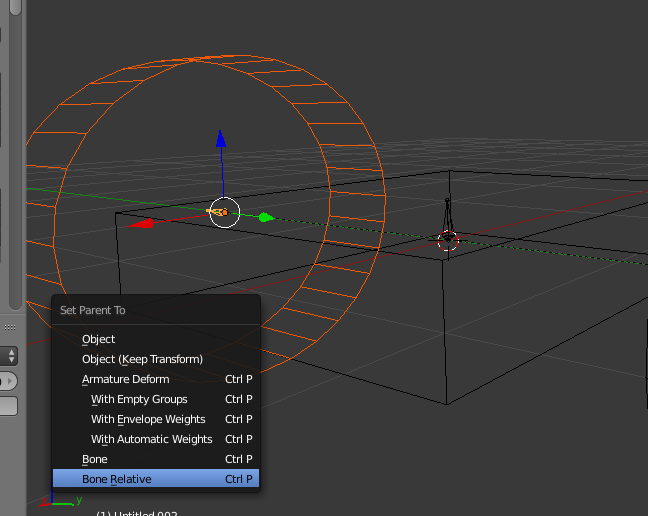 Set Parent To
Object
Object (Keep Transform)
Armature Deform Ctrl P
With Empty Groups Ctrl P
With Envelope Weights Ctrl P
With Automatic Weights Ctrl P
Bone Ctrl P
Bone Relative Ctrl P
y
(1) Untitled.002